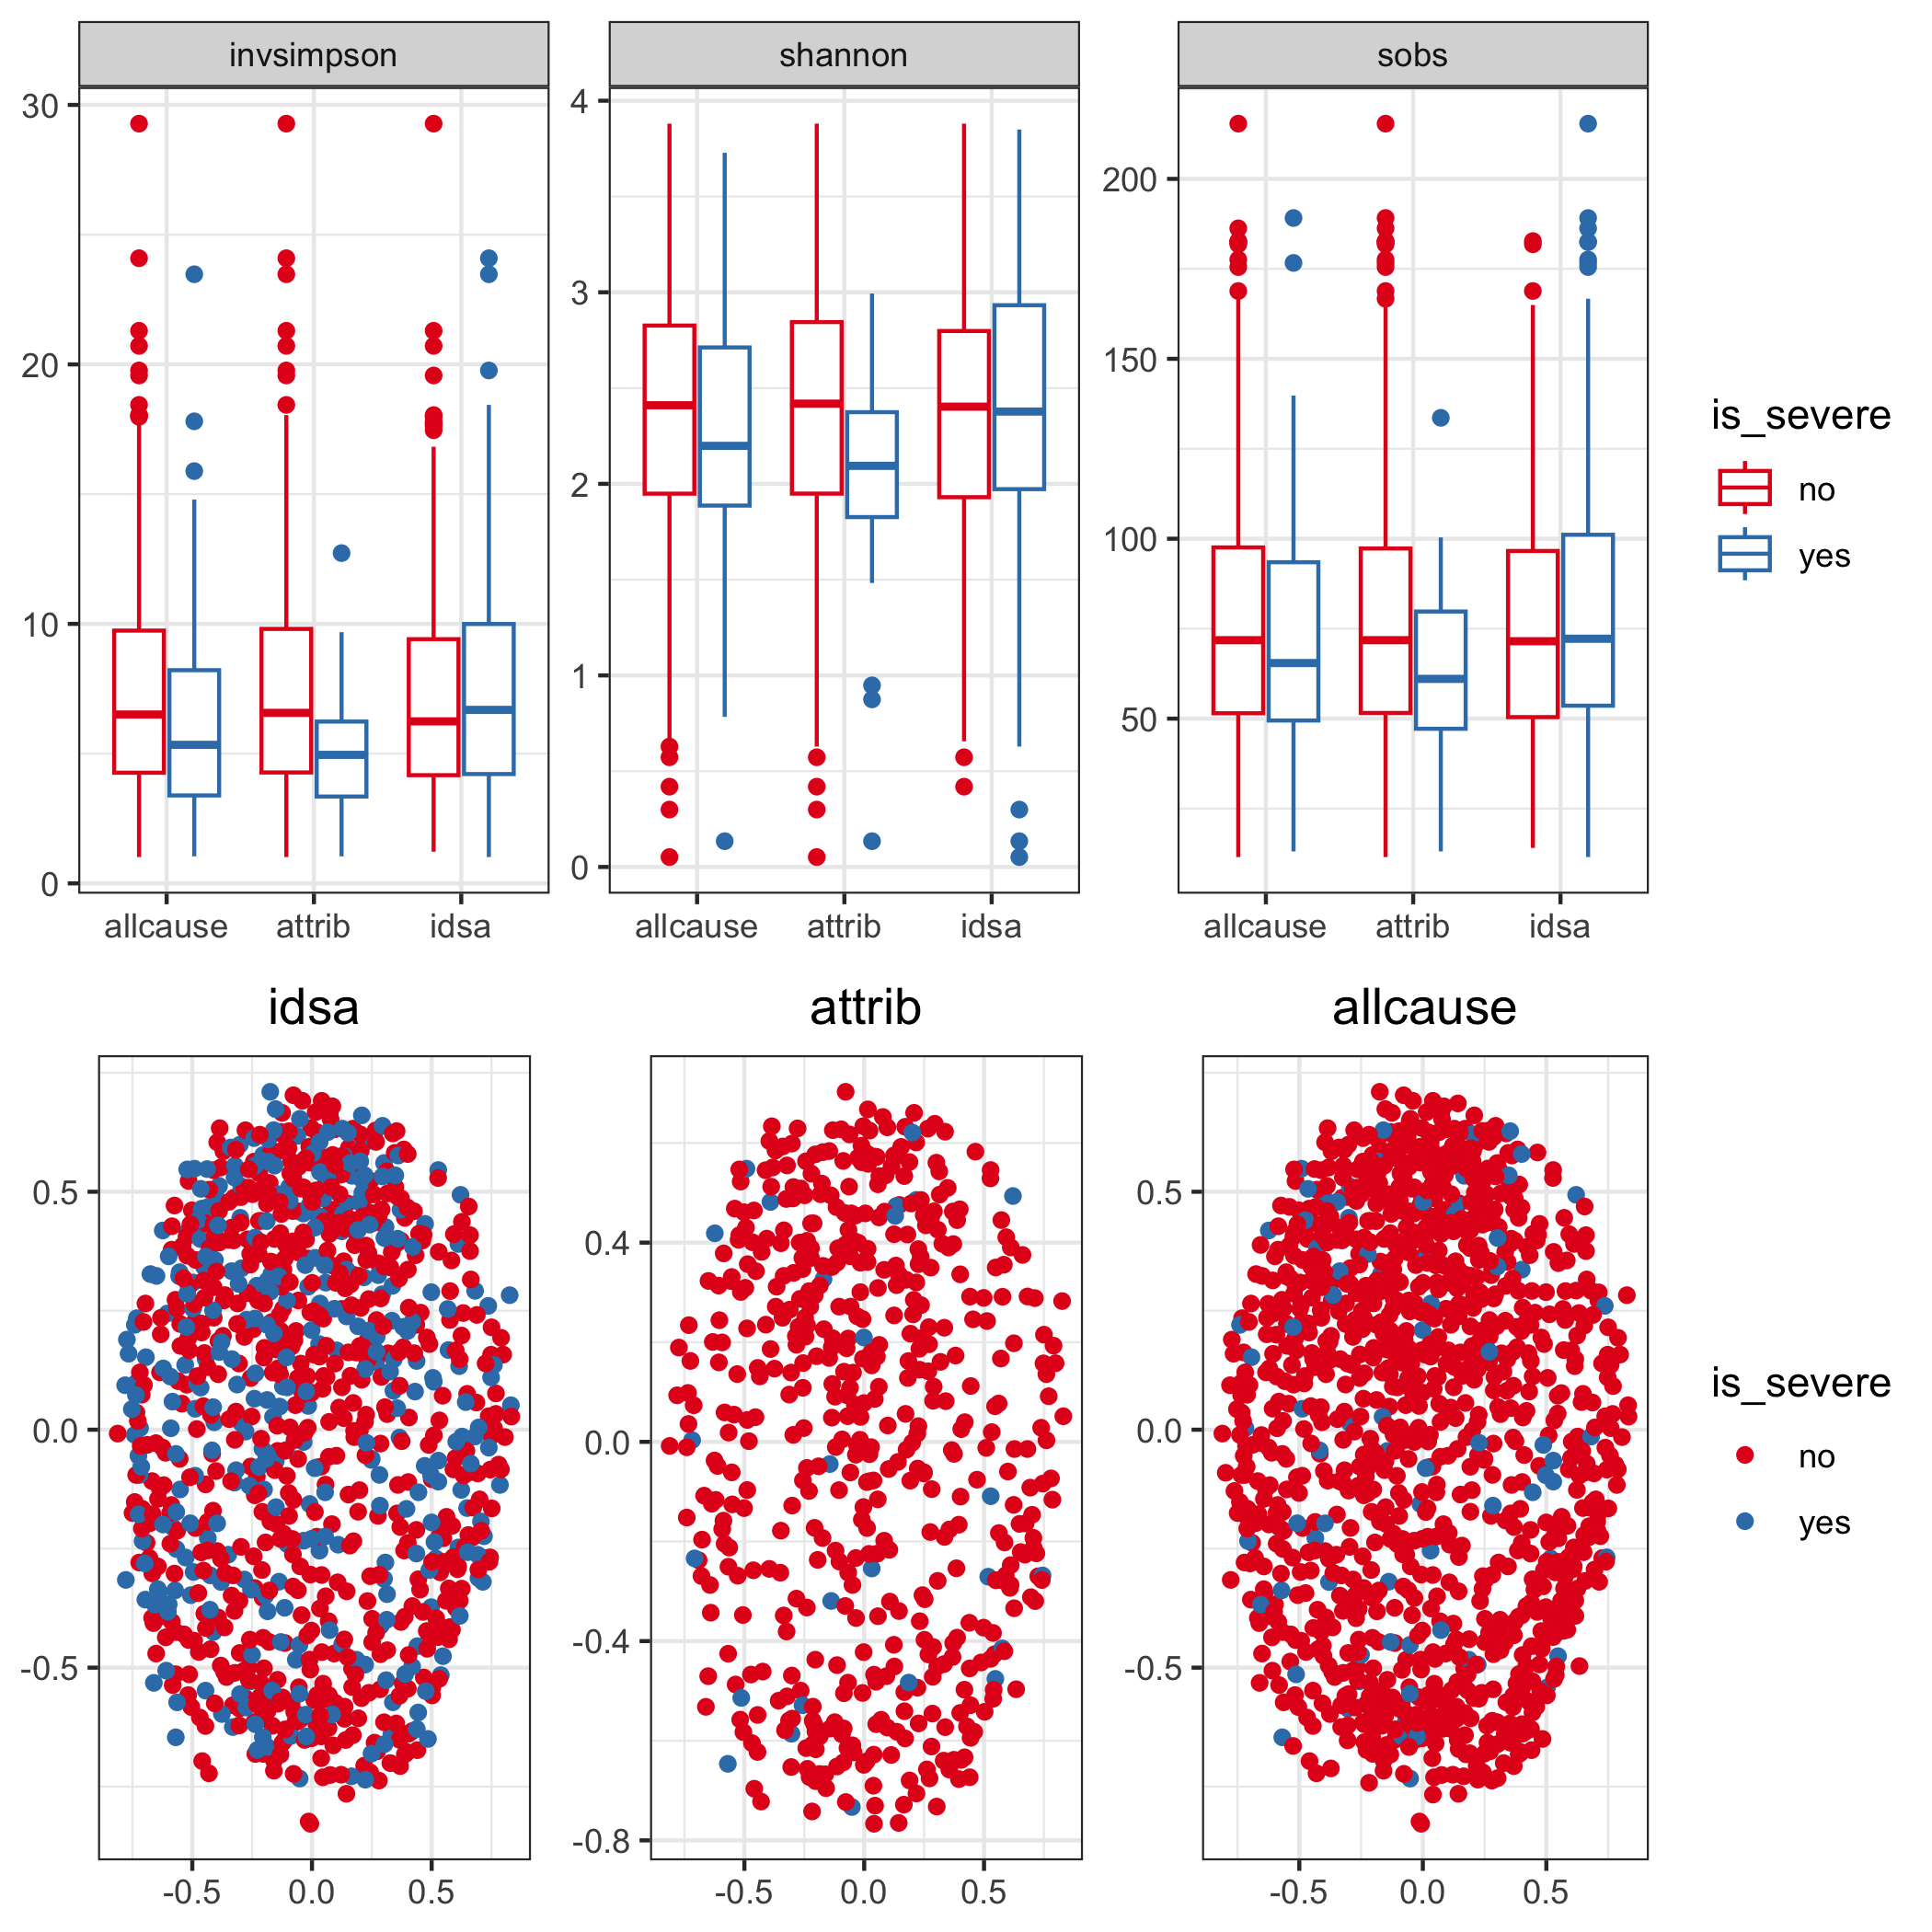 invsimpson shannon sobs
30
20
10
0
4
3
2
1
0
200
150
100
50
allcause attrib idsa allcause attrib idsa allcause attrib idsa
is_severe
no
yes
idsa attrib allcause
0.5
0.0
-0.5
0.4
0.0
-0.4
-0.8
0.5
0.0
-0.5
-0.5 0.0 0.5 -0.5 0.0 0.5 -0.5 0.0 0.5
is_severe
no
yes